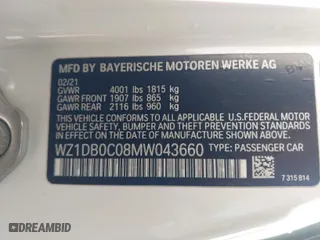 MFD BY BAYERISCHE MOTOREN WERKE AG
02/21
GVWR 4001 lbs 1815 kg
GAWR FRONT 1907 lbs 865 kg
GAWR REAR 2116 lbs 960 kg
THIS VEHICLE CONFORMS TO ALL APPLICABLE U.S. FEDERAL MOTOR
VEHICLE SAFETY, BUMPER, AND THEFT PREVENTION STANDARDS IN EFFECT
ON THE DATE OF MANUFACTURE SHOWN ABOVE.
WZ1DB0C08MW043660 TYPE: PASSENGER CAR
7 315 814
AUTOHELPERBOT.COM